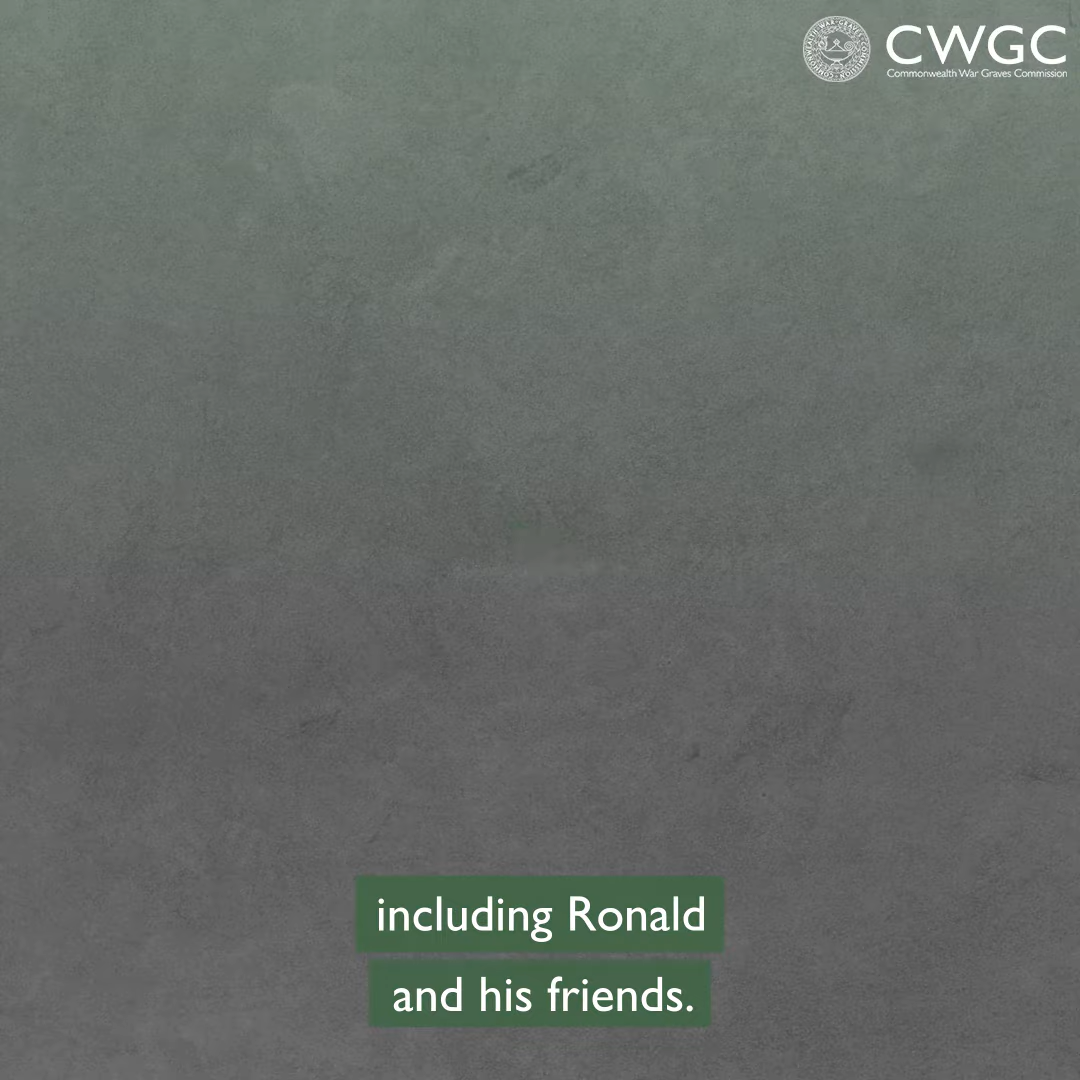 CWGC
Commonwealth War Graves Commission
including Ronald
and his friends.